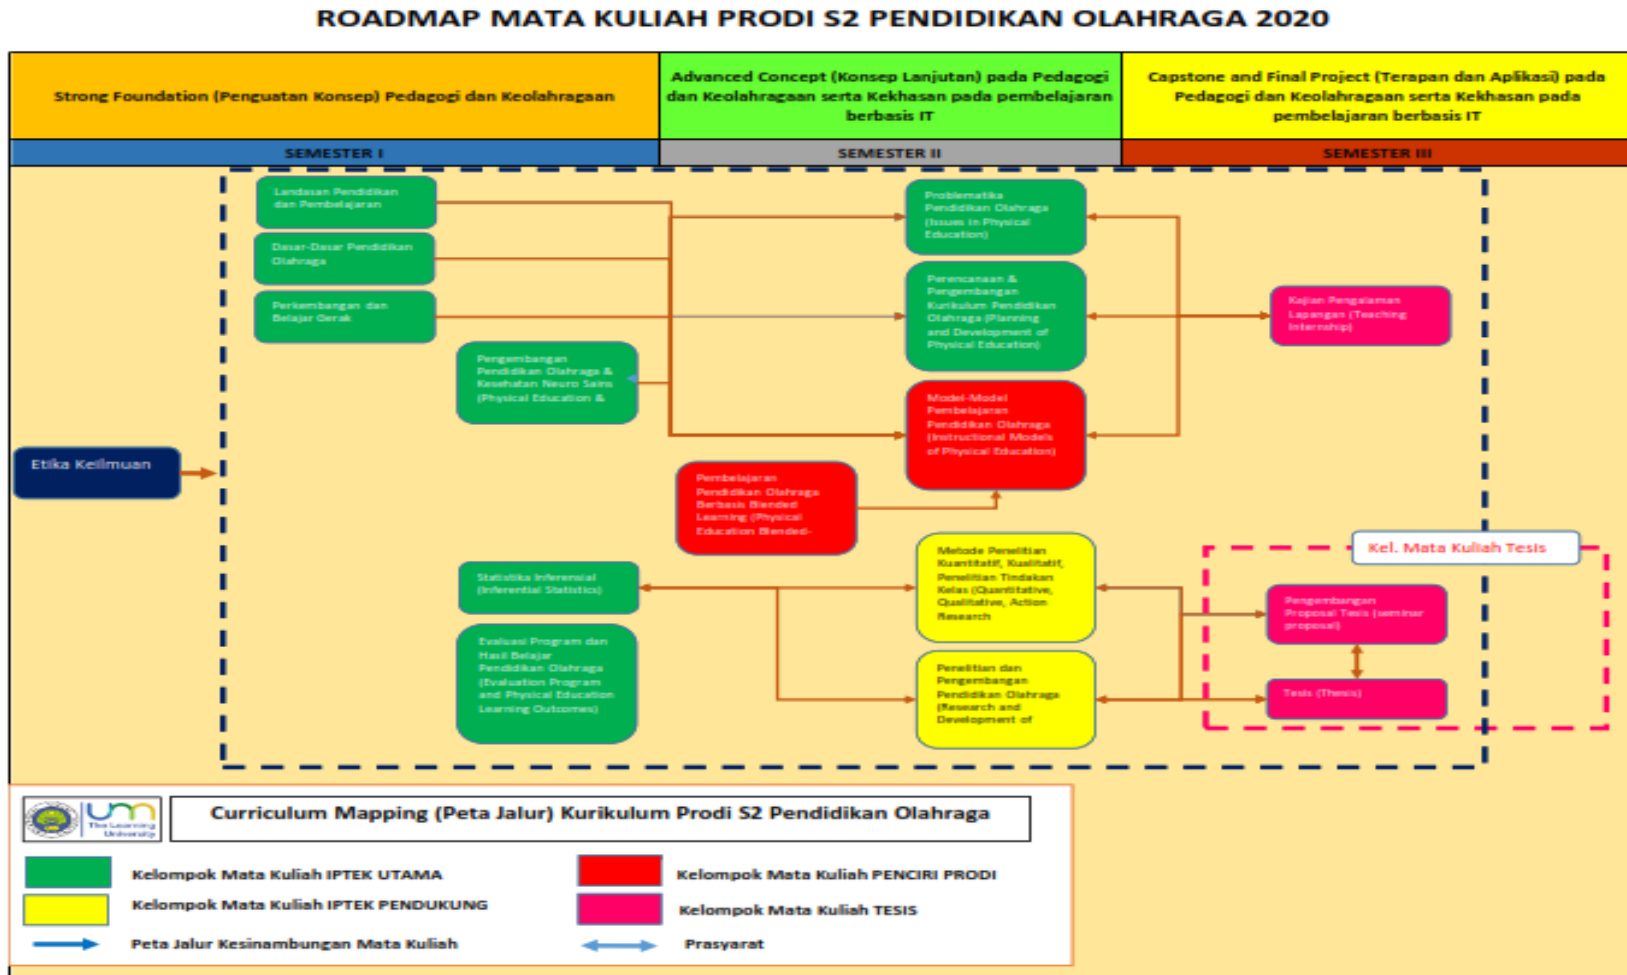 ROADMAP MATA KULIAH PRODI S2 PENDIDIKAN OLAHRAGA 2020
Strong Foundation (Penguatan Konsep) Pedagogi dan Keolahragaan
Advanced Concept (Konsep Lanjutan) pada Pedagogi
dan Keolahragaan serta Kekhasan pada pembelajaran
berbasis IT
Capstone and Final Project (Terapan dan Aplikasi) pada
Pedagogi dan Keolahragaan serta Kekhasan pada
pembelajaran berbasis IT
SEMESTER I
SEMESTER II
SEMESTER III
Landasan Pendidikan
dan Pembelajaran
Dasar-Dasar Pendidikan
Olahraga
Perkembangan dan
Belajar Gerak
Pengembangan
Pendidikan Olahraga &
Kesehatan Neuro Sains
(Physical Education &
Etika Keilmuan
Statistika Inferensial
(Inferential Statistics)
Evaluasi Program dan
Hasil Belajar
Pendidikan Olahraga
(Evaluation Program
and Physical Education
Learning Outcomes)
Problematika
Pendidikan Olahraga
(Issues in Physical
Education)
Perencanaan &
Pengembangan
Kurikulum Pendidikan
Olahraga (Planning
and Development of
Physical Education)
Model-Model
Pembelajaran
Pendidikan Olahraga
(Instructional Models
of Physical Education)
Pembelajaran
Pendidikan Olahraga
Berbasis Blended
Learning (Physical
Education Blended-
Metode Penelitian
Kuantitatif, Kualitatif,
Penelitian Tindakan
Kelas (Quantitative,
Qualitative, Action
Research
Penelitian dan
Pengembangan
Pendidikan Olahraga
(Research and
Development of
Kajian Pengalaman
Lapangan (Teaching
Internship)
Kel. Mata Kuliah Tesis
Pengembangan
Proposal Tesis (seminar
proposal)
Tesis (Thesis)
um
The Learning
University
Curriculum Mapping (Peta Jalur) Kurikulum Prodi S2 Pendidikan Olahraga
Kelompok Mata Kuliah IPTEK UTAMA
Kelompok Mata Kuliah PENCIRI PRODI
Kelompok Mata Kuliah IPTEK PENDUKUNG
Kelompok Mata Kuliah TESIS
Peta Jalur Kesinambungan Mata Kuliah
Prasyarat